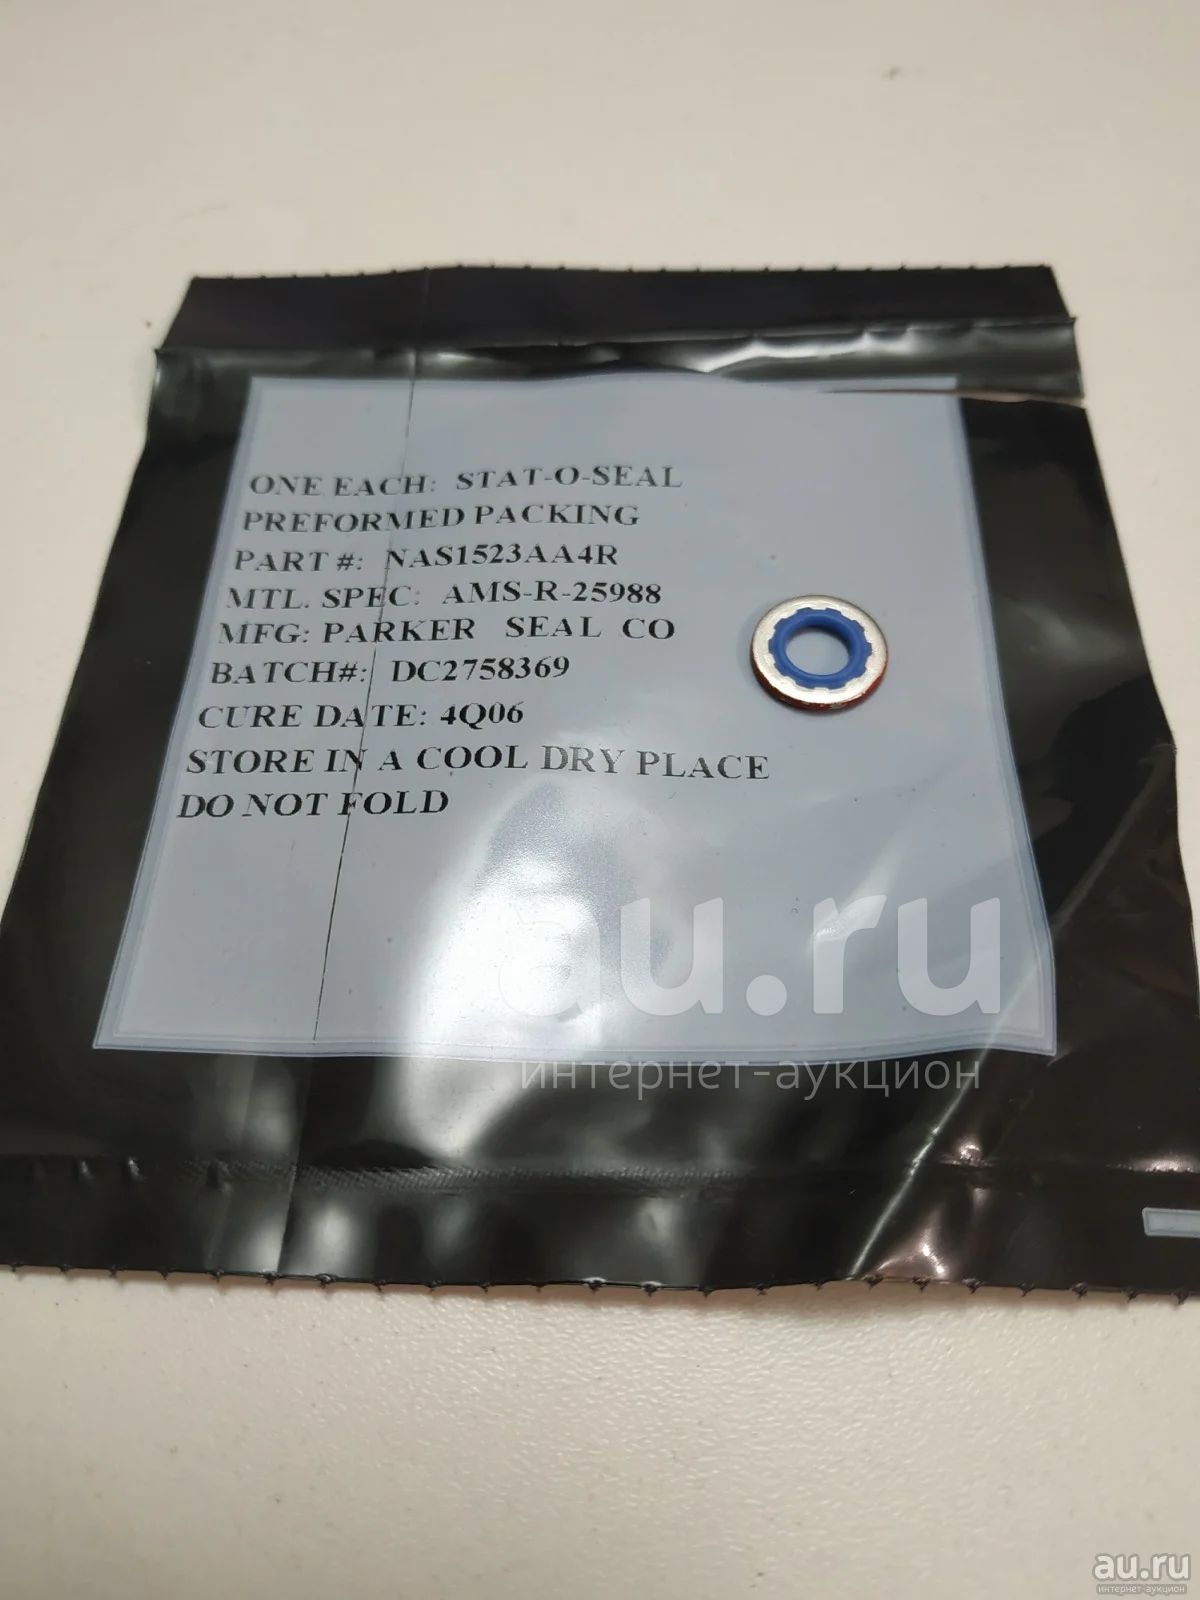 ONE EACH: STAT-O-SEAL
PREFORMED PACKING
PART #: NAS1523AA4R
MTL. SPEC: AMS-R-25988
MFG: PARKER SEAL CO
BATCH#: DC2758369
CURE DATE: 4Q06
STORE IN A COOL DRY PLACE
DO NOT FOLD
au.ru
интернет-аукцион
au.ru
интернет-аукцион